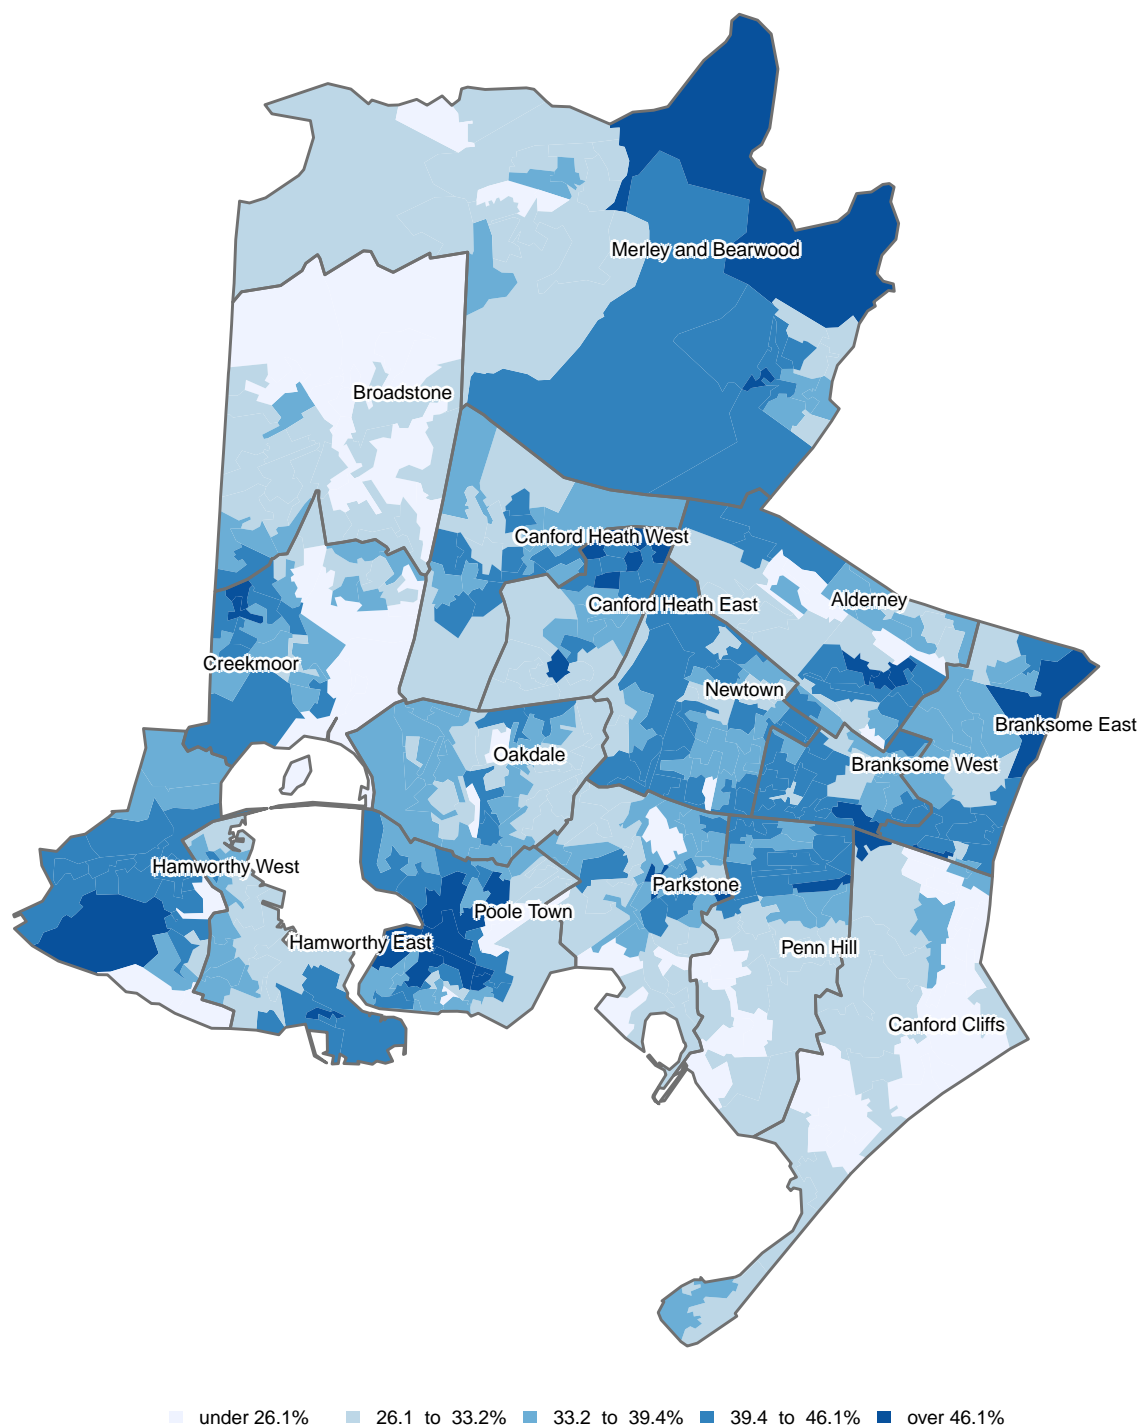 Merley and Bearwood
Broadstone
Canford Heath West
Canford Heath East
Alderney
Creekmoor
Newtown
Branksome East
Oakdale
Branksome West
Hamworthy West
Parkstone
Poole Town
Hamworthy East
Penn Hill
Canford Cliffs
under 26.1% 26.1 to 33.2% 33.2 to 39.4% 39.4 to 46.1% over 46.1%